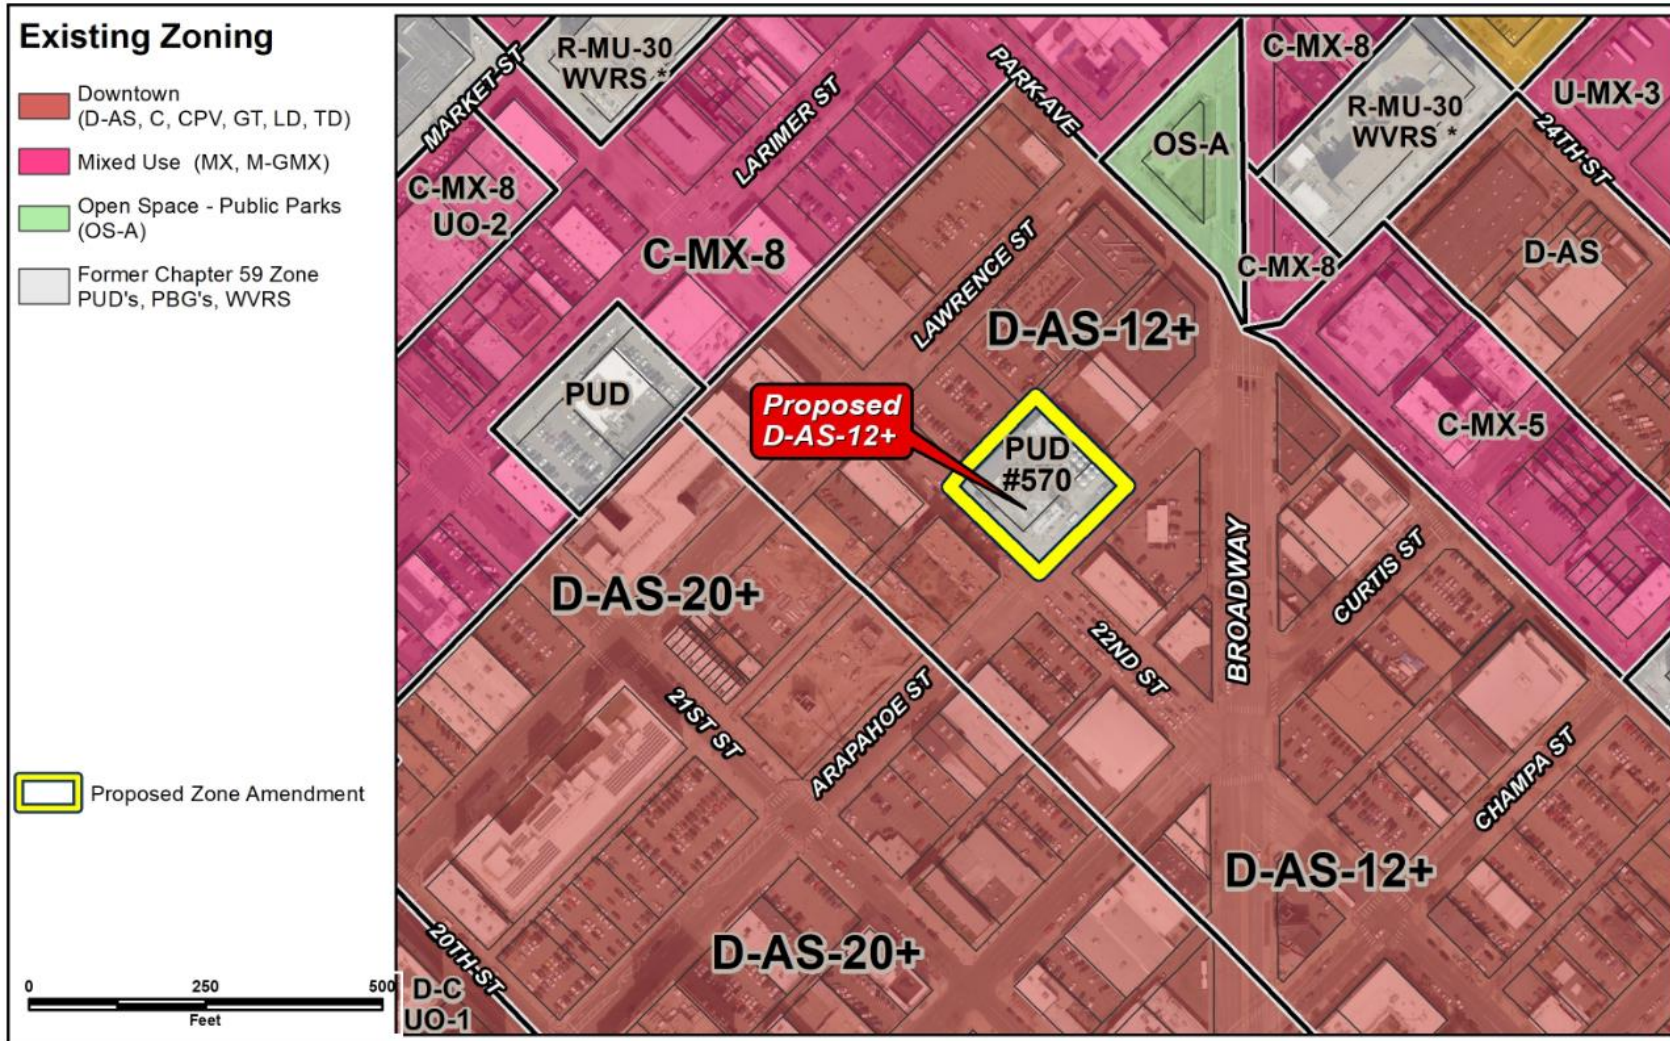 Existing Zoning
Downtown
(D-AS, C, CPV, GT, LD, TD)
Mixed Use (MX, M-GMX)
Open Space - Public Parks
(OS-A)
Former Chapter 59 Zone
PUD's, PBG's, WVRS
Proposed Zone Amendment
0 250 500
Feet
R-MU-30
WVRS *
MARKET-ST
LARIMER ST
PARK-AVE
C-MX-8
R-MU-30
WVRS *
U-MX-3
24TH-ST
OS-A
C-MX-8
UO-2
C-MX-8
LAWRENCE ST
C-MX-8
D-AS
D-AS-12+
PUD
Proposed
D-AS-12+
PUD
#570
C-MX-5
D-AS-20+
BROADWAY
CURTIS ST
22ND ST
21ST ST
ARAPAHOE ST
CHAMPA ST
D-AS-12+
D-AS-20+
20TH-ST
D-C
UO-1